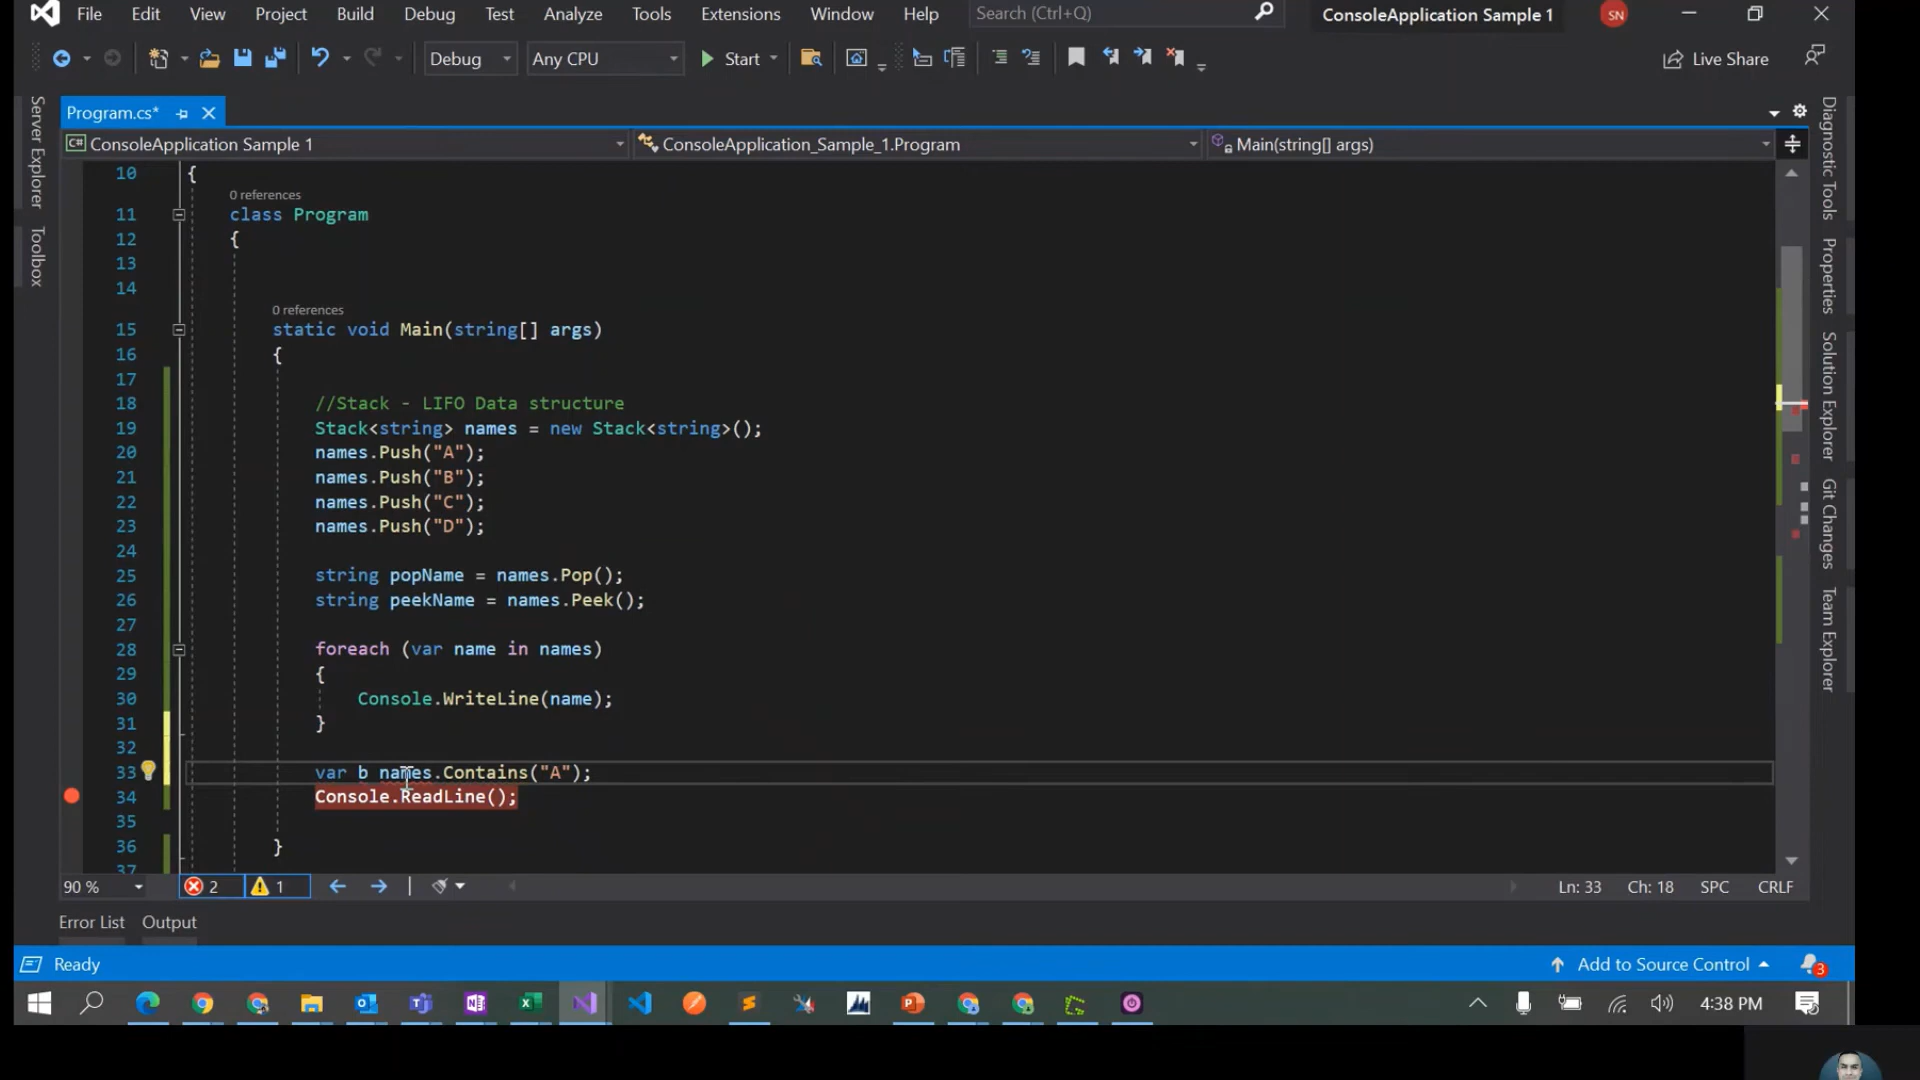 File Edit View Project Build Debug Test Analyze Tools Extensions Window Help Search (Ctrl+Q) ConsoleApplication Sample 1 SN
Debug Any CPU Start Live Share
Program.cs*
C# ConsoleApplication Sample 1 ConsoleApplication_Sample_1.Program Main(string[] args)
Server Explorer
Toolbox
10 {
0 references
11 class Program
12 {
13
14
0 references
15 static void Main(string[] args)
16 {
17
18 //Stack - LIFO Data structure
19 Stack<string> names = new Stack<string>();
20 names.Push("A");
21 names.Push("B");
22 names.Push("C");
23 names.Push("D");
24
25 string popName = names.Pop();
26 string peekName = names.Peek();
27
28 foreach (var name in names)
29 {
30 Console.WriteLine(name);
31 }
32
33 var b names.Contains("A");
34 Console.ReadLine();
35
36 }
37
Diagnostic Tools
Properties
Solution Explorer
Git Changes
Team Explorer
90 % 2 1 Ln: 33 Ch: 18 SPC CRLF
Error List Output
Ready Add to Source Control 3
4:38 PM